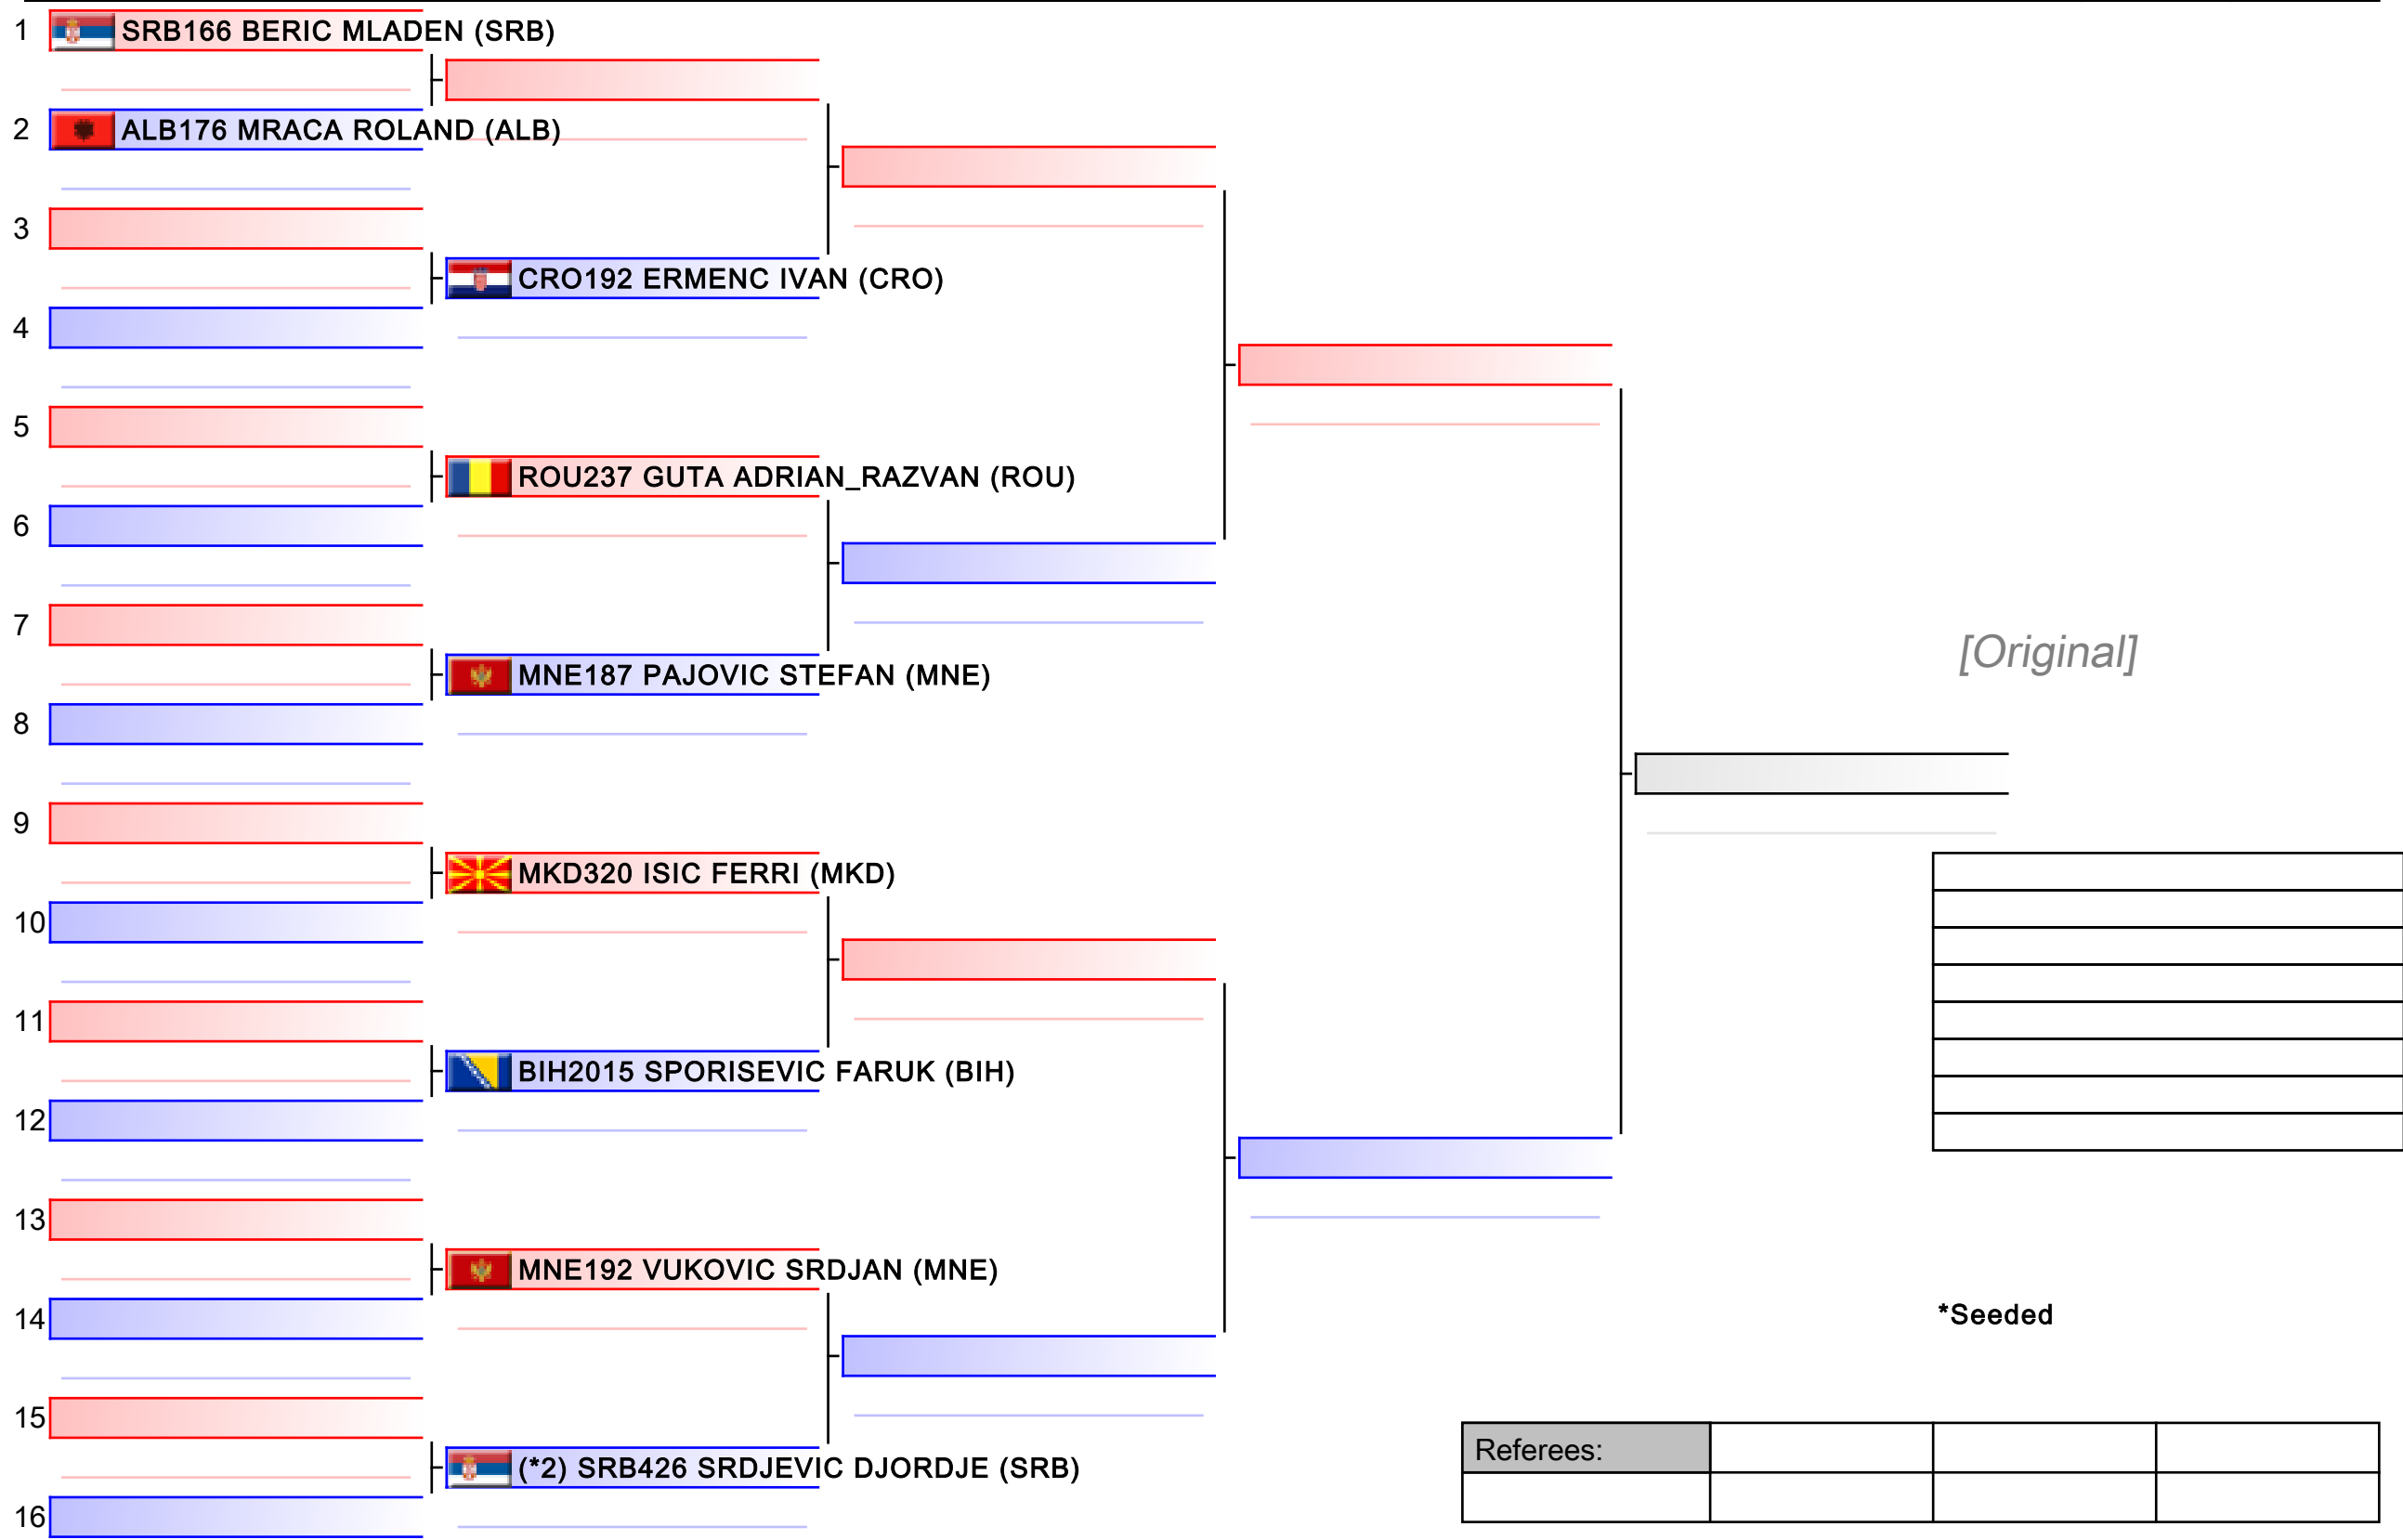 1 SRB166 BERIC MLADEN (SRB)
2 ALB176 MRACA ROLAND (ALB)
3
CRO192 ERMENC IVAN (CRO)
4
5
ROU237 GUTA ADRIAN_RAZVAN (ROU)
6
[Original]
7
MNE187 PAJOVIC STEFAN (MNE)
8
9
MKD320 ISIC FERRI (MKD)
10
11
BIH2015 SPORISEVIC FARUK (BIH)
12
13
MNE192 VUKOVIC SRDJAN (MNE)
14
*Seeded
15
Referees:
(*2) SRB426 SRDJEVIC DJORDJE (SRB)
16